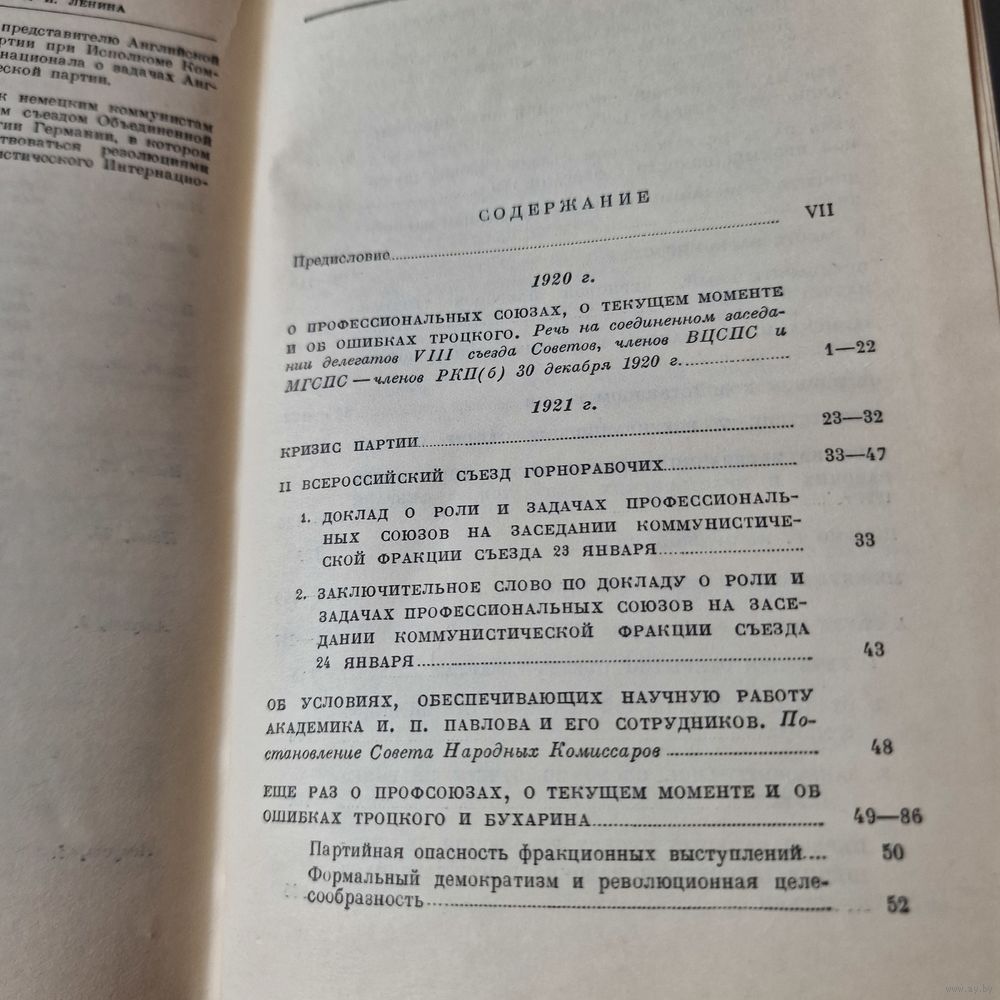 И. ЛЕНИНА
представителю Английской
ртии при Исполкоме Ком-
национала о задачах Анг-
еской партии.
к немецким коммунистам
м съездом Объединенной
тии Германии, в котором
твоваться резолюциями
истического Интернацио-
СОДЕРЖАНИЕ
Предисловие VII
1920 г.
О ПРОФЕССИОНАЛЬНЫХ СОЮЗАХ, О ТЕКУЩЕМ МОМЕНТЕ
И ОБ ОШИБКАХ ТРОЦКОГО. Речь на соединенном заседа-
нии делегатов VIII съезда Советов, членов ВЦСПС и
МГСПС — членов РКП(б) 30 декабря 1920 г. 1—22
1921 г.
КРИЗИС ПАРТИИ 23—32
II ВСЕРОССИЙСКИЙ СЪЕЗД ГОРНОРАБОЧИХ 33—47
1. ДОКЛАД О РОЛИ И ЗАДАЧАХ ПРОФЕССИОНАЛЬ-
НЫХ СОЮЗОВ НА ЗАСЕДАНИИ КОММУНИСТИЧЕ-
СКОЙ ФРАКЦИИ СЪЕЗДА 23 ЯНВАРЯ 33
2. ЗАКЛЮЧИТЕЛЬНОЕ СЛОВО ПО ДОКЛАДУ О РОЛИ И
ЗАДАЧАХ ПРОФЕССИОНАЛЬНЫХ СОЮЗОВ НА ЗАСЕ-
ДАНИИ КОММУНИСТИЧЕСКОЙ ФРАКЦИИ СЪЕЗДА
24 ЯНВАРЯ 43
ОБ УСЛОВИЯХ, ОБЕСПЕЧИВАЮЩИХ НАУЧНУЮ РАБОТУ
АКАДЕМИКА И. П. ПАВЛОВА И ЕГО СОТРУДНИКОВ. По-
становление Совета Народных Комиссаров 48
ЕЩЕ РАЗ О ПРОФСОЮЗАХ, О ТЕКУЩЕМ МОМЕНТЕ И ОБ
ОШИБКАХ ТРОЦКОГО И БУХАРИНА 49—86
Партийная опасность фракционных выступлений 50
Формальный демократизм и революционная целе-
сообразность 52
www.ay.by